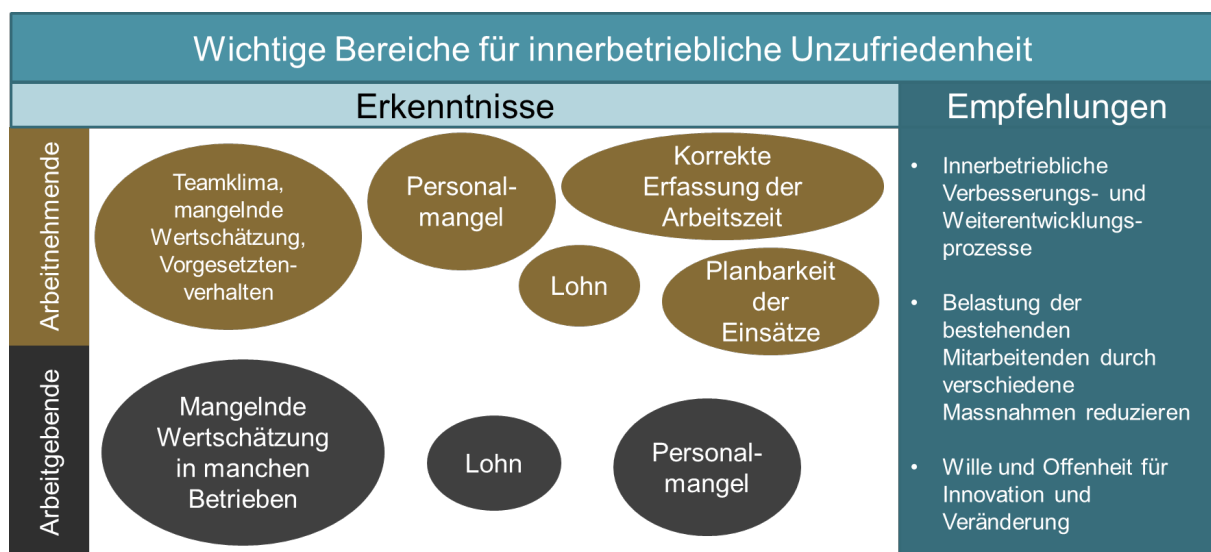 Wichtige Bereiche für innerbetriebliche Unzufriedenheit
Erkenntnisse
Empfehlungen
Arbeitnehmende
Teamklima,
mangelnde
Wertschätzung,
Vorgesetzten-
verhalten
Personal-
mangel
Korrekte
Erfassung der
Arbeitszeit
Lohn
Planbarkeit
der
Einsätze
Arbeitgebende
Mangelnde
Wertschätzung
in manchen
Betrieben
Lohn
Personal-
mangel
• Innerbetriebliche
Verbesserungs- und
Weiterentwicklungs-
prozesse
• Belastung der
bestehenden
Mitarbeitenden durch
verschiedene
Massnahmen reduzieren
• Wille und Offenheit für
Innovation und
Veränderung